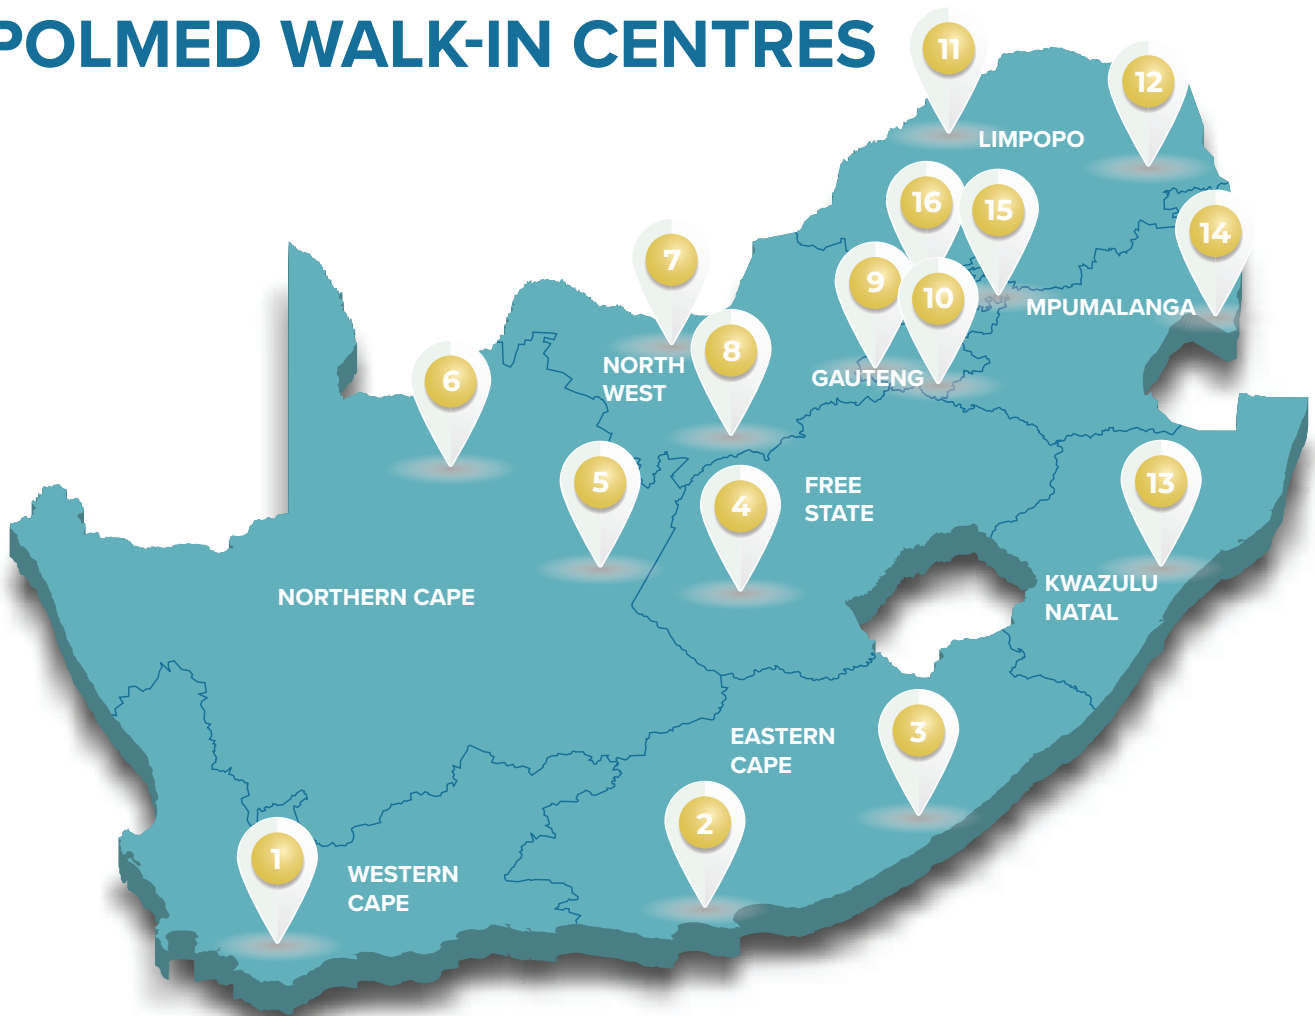 POLMED WALK-IN CENTRES
11
12
LIMPOPO
16
15
14
7
9
10
MPUMALANGA
8
NORTH
WEST
GAUTENG
6
5
4
FREE
STATE
13
KWAZULU
NATAL
NORTHERN CAPE
3
EASTERN
CAPE
2
1
WESTERN
CAPE